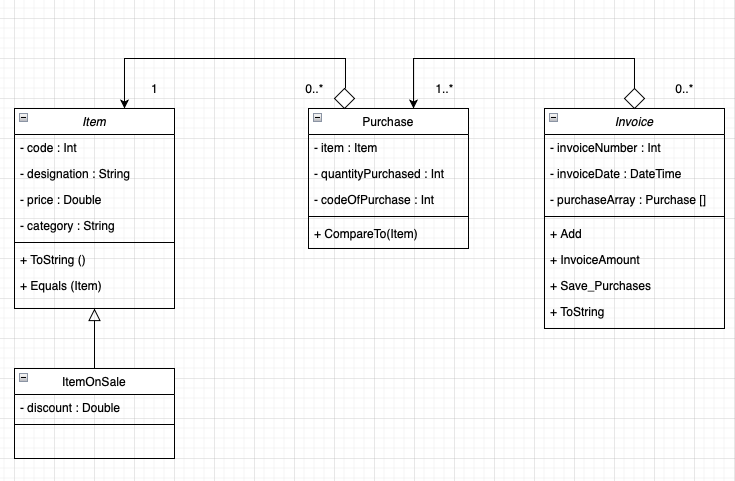 1
0..*
1..*
0..*
Item
- code : Int
- designation : String
- price : Double
- category : String
+ ToString ()
+ Equals (Item)
Purchase
- item : Item
- quantityPurchased : Int
- codeOfPurchase : Int
+ CompareTo(Item)
Invoice
- invoiceNumber : Int
- invoiceDate : DateTime
- purchaseArray : Purchase []
+ Add
+ InvoiceAmount
+ Save_Purchases
+ ToString
ItemOnSale
- discount : Double